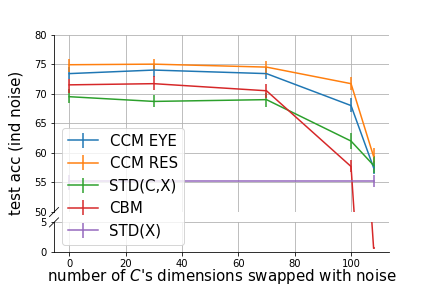 80
75
70
65
60
55
50
5
0
test acc (ind noise)
CCM EYE
CCM RES
STD(C,X)
CBM
STD(X)
0 20 40 60 80 100
number of C's dimensions swapped with noise